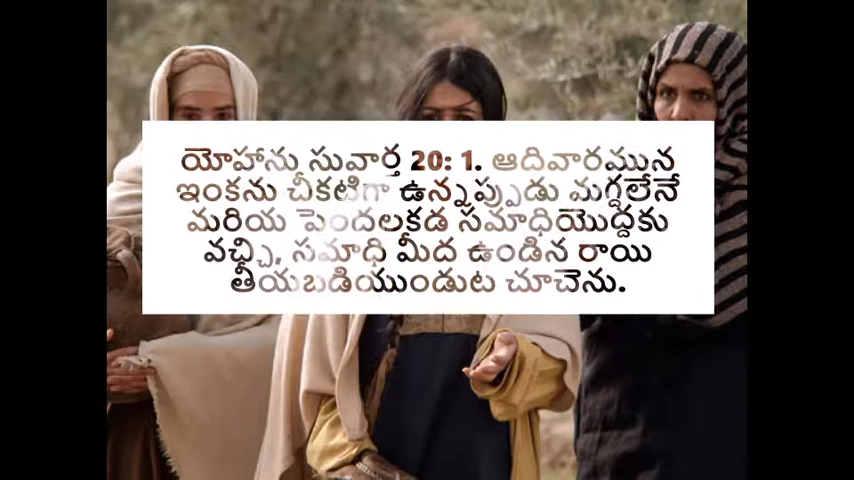 యోహాను సువార్త 20: 1. ఆదివారమున
ఇంకను చీకటిగా ఉన్నప్పుడు మగ్దలేనే
మరియ పెందలకడ సమాధియొద్దకు
వచ్చి, సమాధి మీద ఉండిన రాయి
తీయబడియుండుట చూచెను.